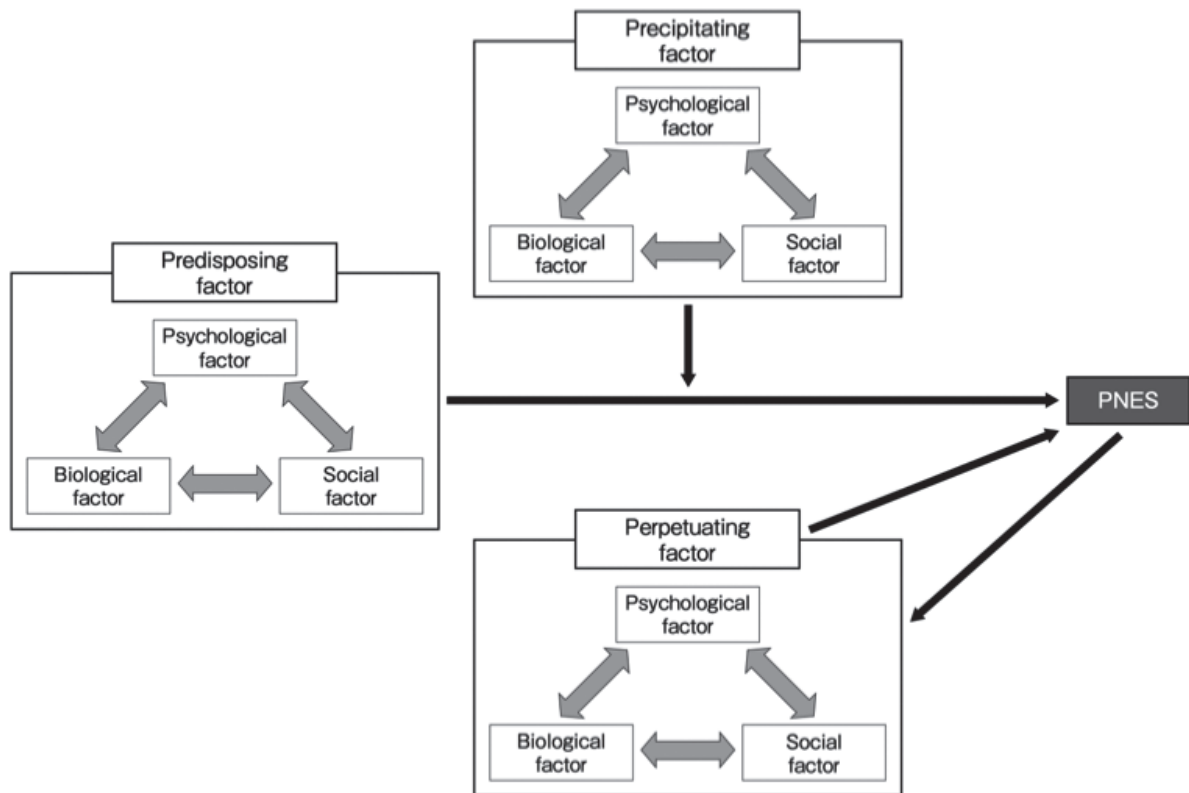 Precipitating
factor
Psychological
factor
Biological
factor
Social
factor
Predisposing
factor
Psychological
factor
Biological
factor
Social
factor
PNES
Perpetuating
factor
Psychological
factor
Biological
factor
Social
factor